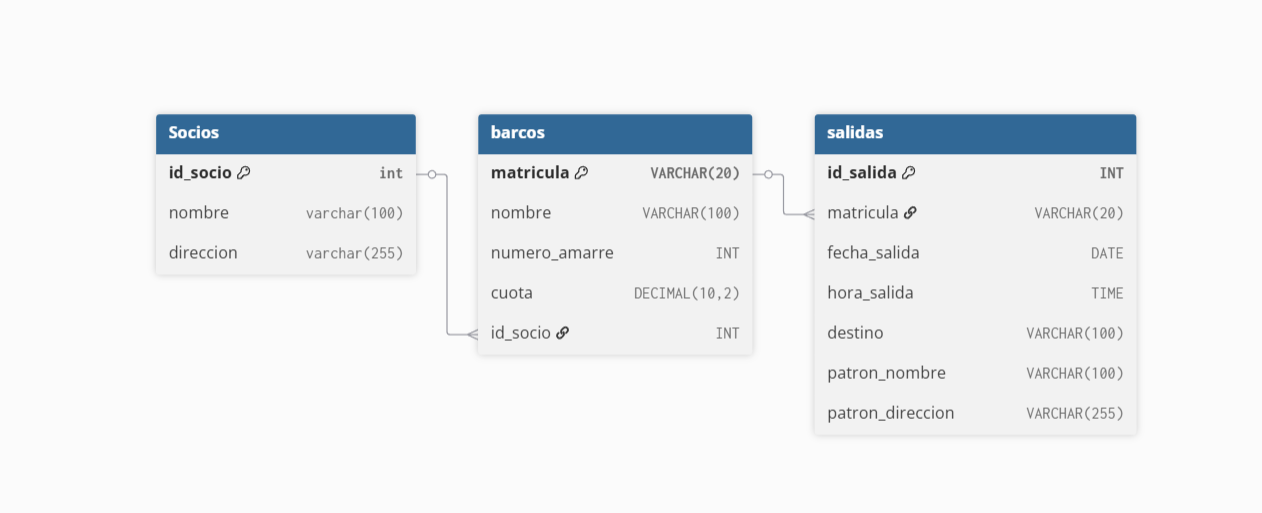 Socios
id_socio int
nombre varchar(100)
direccion varchar(255)
barcos
matricula VARCHAR(20)
nombre VARCHAR(100)
numero_amarre INT
cuota DECIMAL(10,2)
id_socio INT
salidas
id_salida INT
matricula VARCHAR(20)
fecha_salida DATE
hora_salida TIME
destino VARCHAR(100)
patron_nombre VARCHAR(100)
patron_direccion VARCHAR(255)